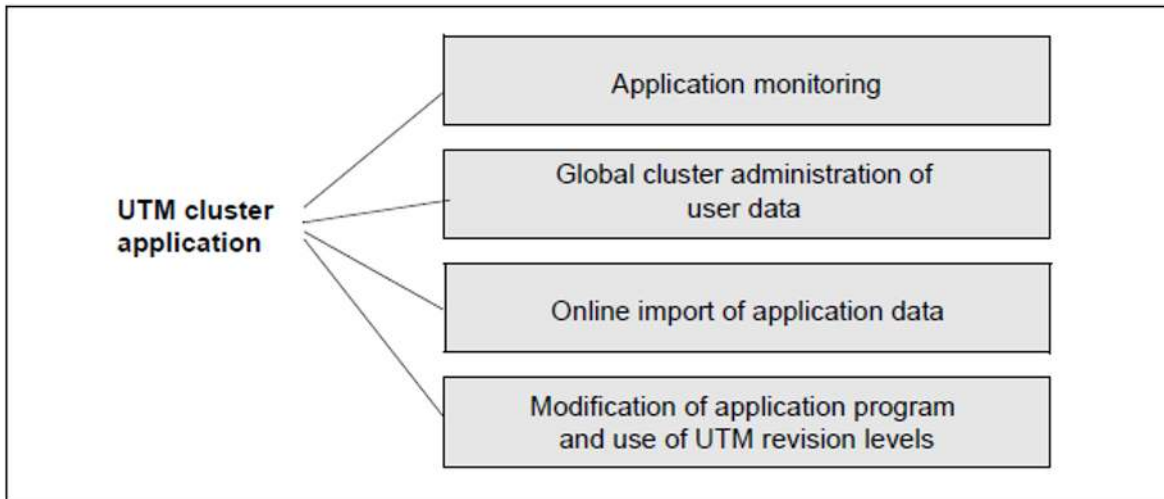 Application monitoring
Global cluster administration of
user data
UTM cluster
application
Online import of application data
Modification of application program
and use of UTM revision levels